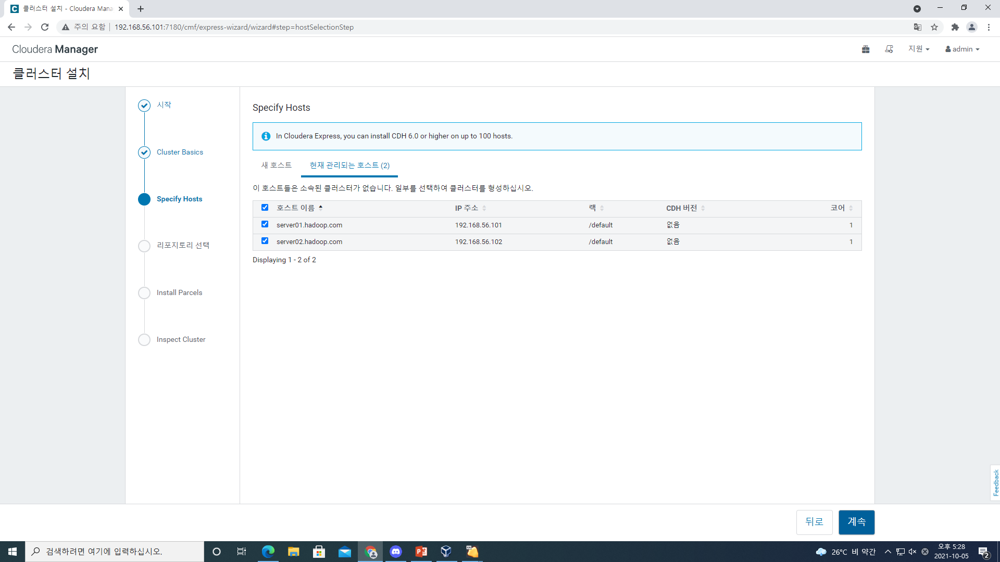 클러스터 설치 - Cloudera Mana
주의 요함 192.168.56.101:7180/cmf/express-wizard/wizard#step=hostSelectionStep
Cloudera Manager
지원 admin
클러스터 설치
시작
Cluster Basics
Specify Hosts
리포지토리 선택
Install Parcels
Inspect Cluster
Specify Hosts
In Cloudera Express, you can install CDH 6.0 or higher on up to 100 hosts.
새 호스트 현재 관리되는 호스트 (2)
이 호스트들은 소속된 클러스터가 없습니다. 일부를 선택하여 클러스터를 형성하십시오.
호스트 이름 IP 주소 랙 CDH 버전 코어
server01.hadoop.com 192.168.56.101 /default 없음 1
server02.hadoop.com 192.168.56.102 /default 없음 1
Displaying 1 - 2 of 2
Feedback
뒤로 계속
검색하려면 여기에 입력하십시오.
26°C 비 약간
오후 5:28
2021-10-05
2